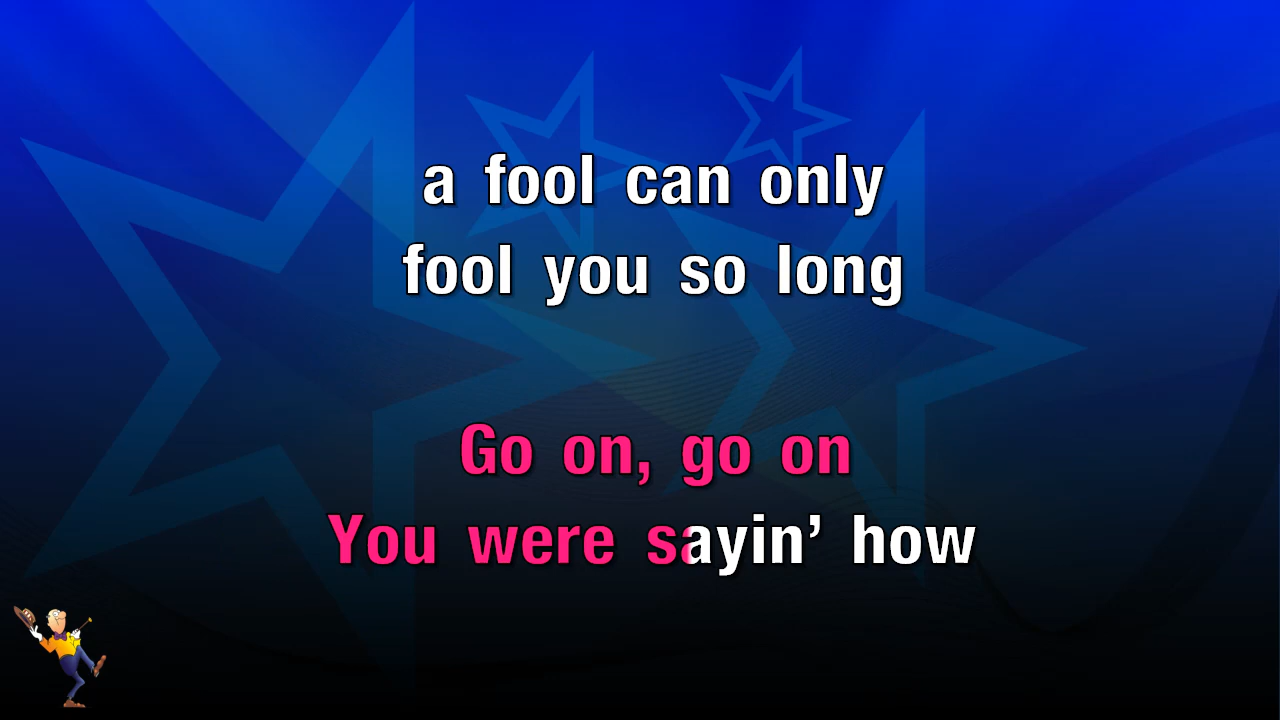 a fool can only
fool you so long
Go on, go on
You were sayin’ how